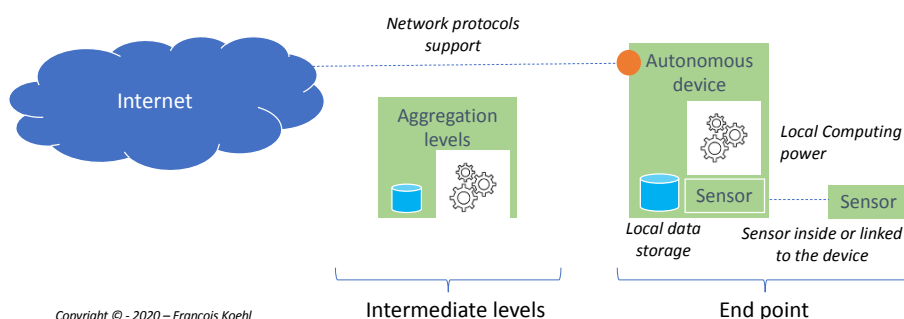 Network protocols
support
Internet
Aggregation
levels
Autonomous
device
Local Computing
power
Sensor
Sensor
Local data
storage
Sensor inside or linked
to the device
Intermediate levels
End point
Copyright © - 2020 – François Koehl